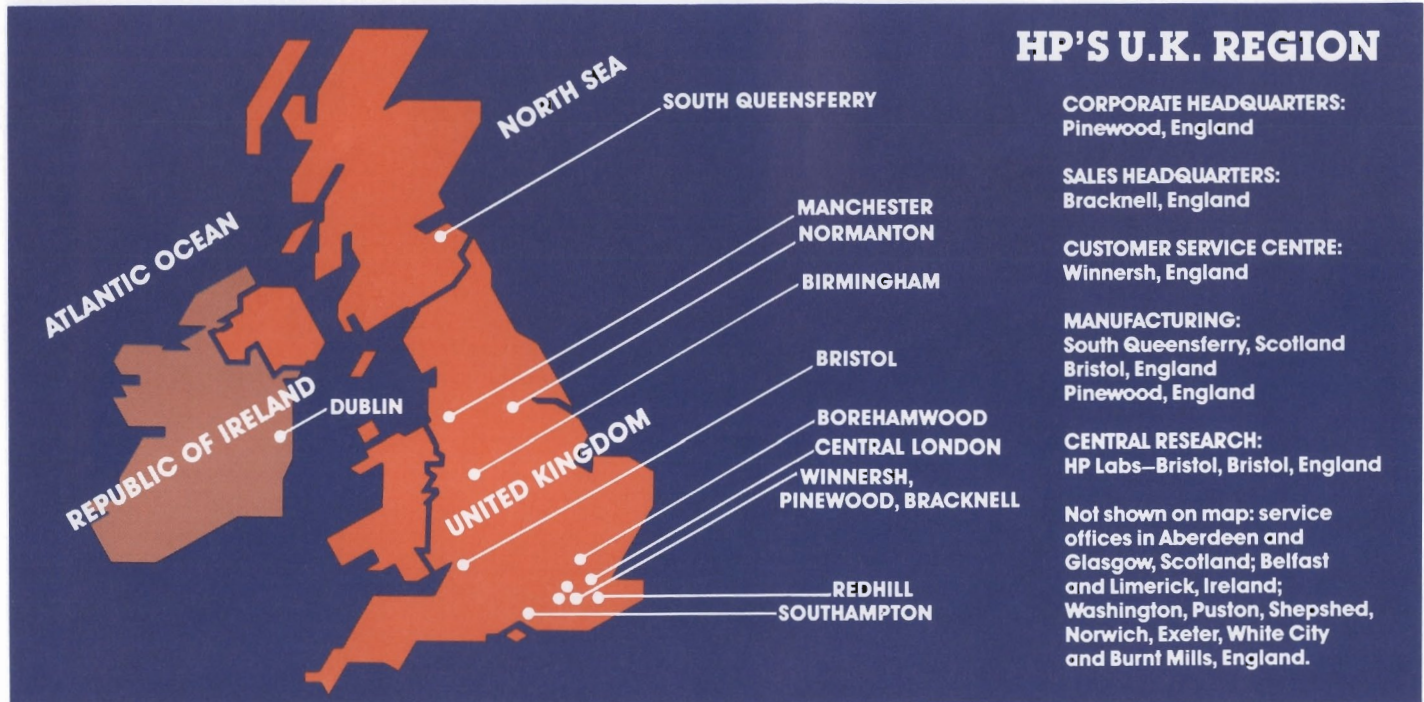 HP'S U.K. REGION
NORTH SEA
SOUTH QUEENSFERRY
ATLANTIC OCEAN
MANCHESTER
NORMANTON
BIRMINGHAM
BRISTOL
REPUBLIC OF IRELAND
DUBLIN
UNITED KINGDOM
BOREHAMWOOD
CENTRAL LONDON
WINNERSH,
PINEWOOD, BRACKNELL
REDHILL
SOUTHAMPTON
CORPORATE HEADQUARTERS:
Pinewood, England
SALES HEADQUARTERS:
Bracknell, England
CUSTOMER SERVICE CENTRE:
Winnersh, England
MANUFACTURING:
South Queensferry, Scotland
Bristol, England
Pinewood, England
CENTRAL RESEARCH:
HP Labs—Bristol, Bristol, England
Not shown on map: service
offices in Aberdeen and
Glasgow, Scotland; Belfast
and Limerick, Ireland;
Washington, Puston, Shepshed,
Norwich, Exeter, White City
and Burnt Mills, England.